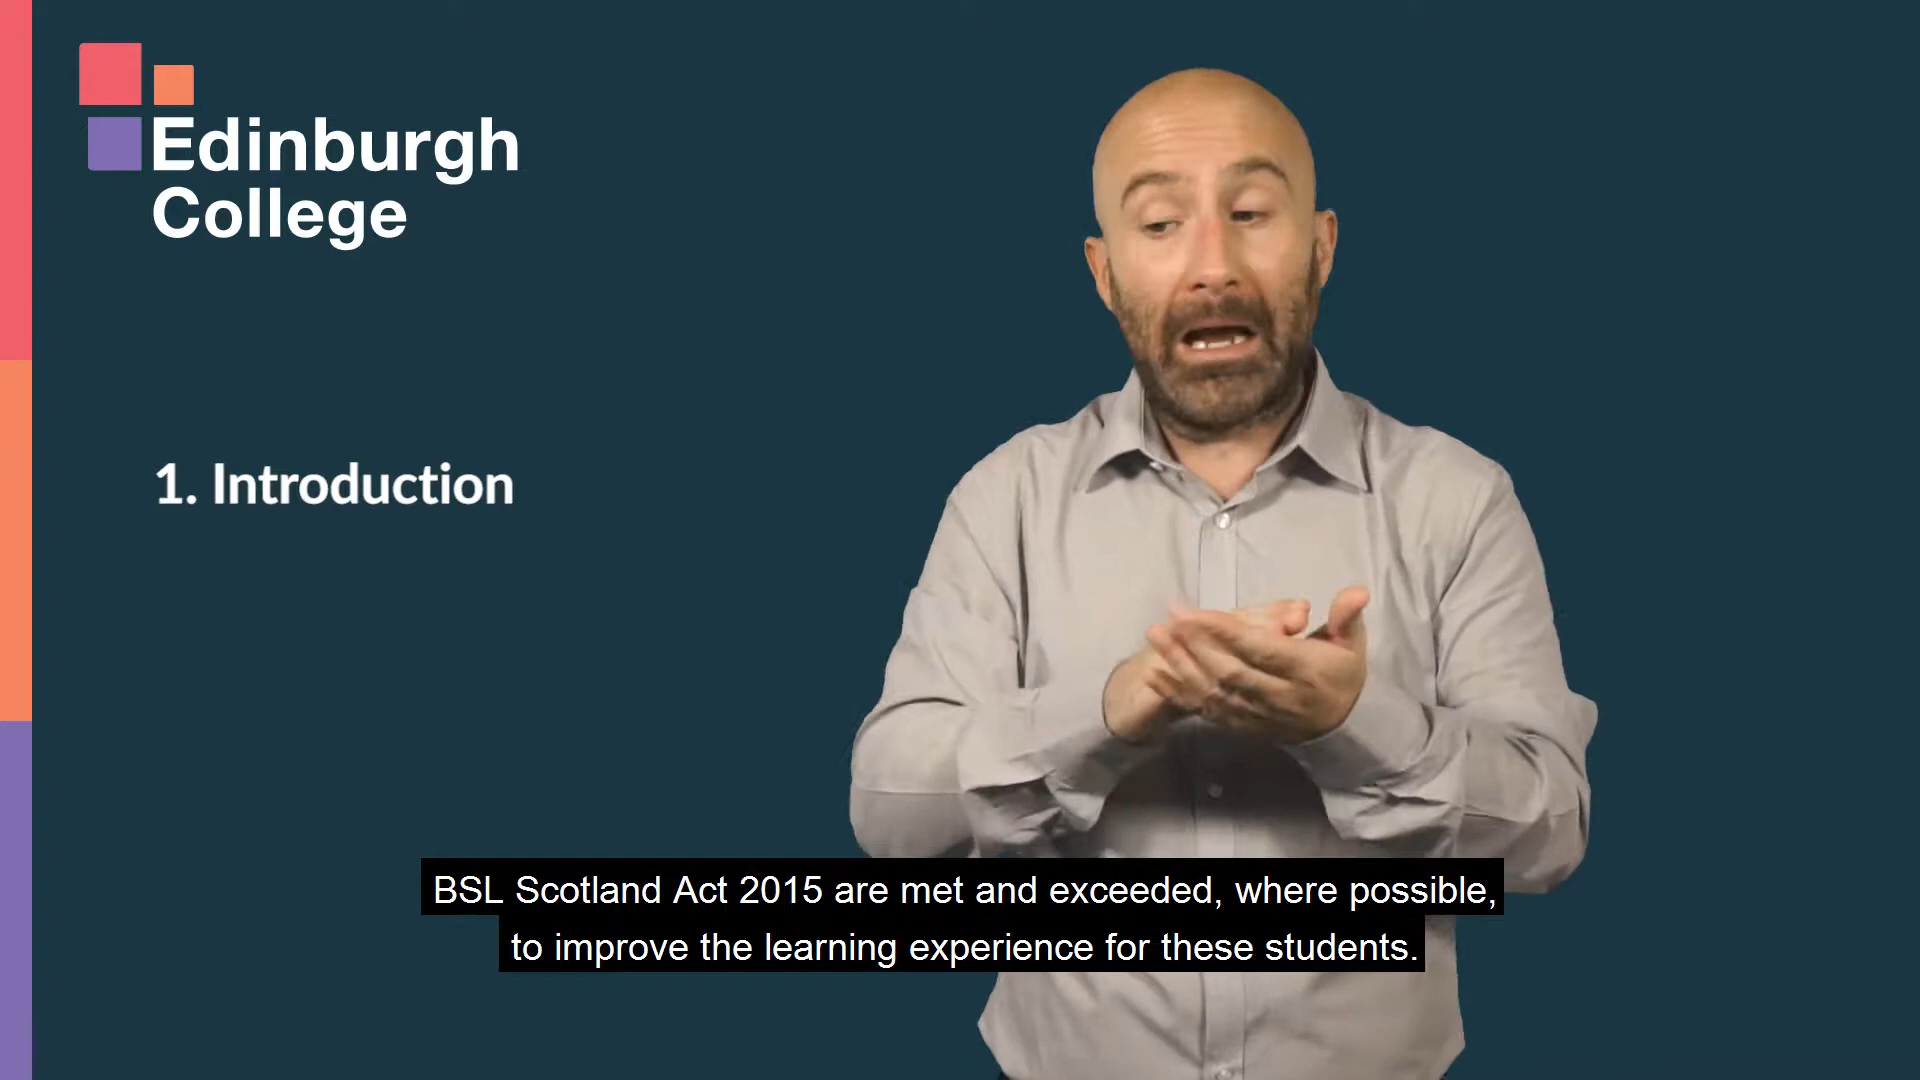 Edinburgh
College
1. Introduction
BSL Scotland Act 2015 are met and exceeded, where possible,
to improve the learning experience for these students.